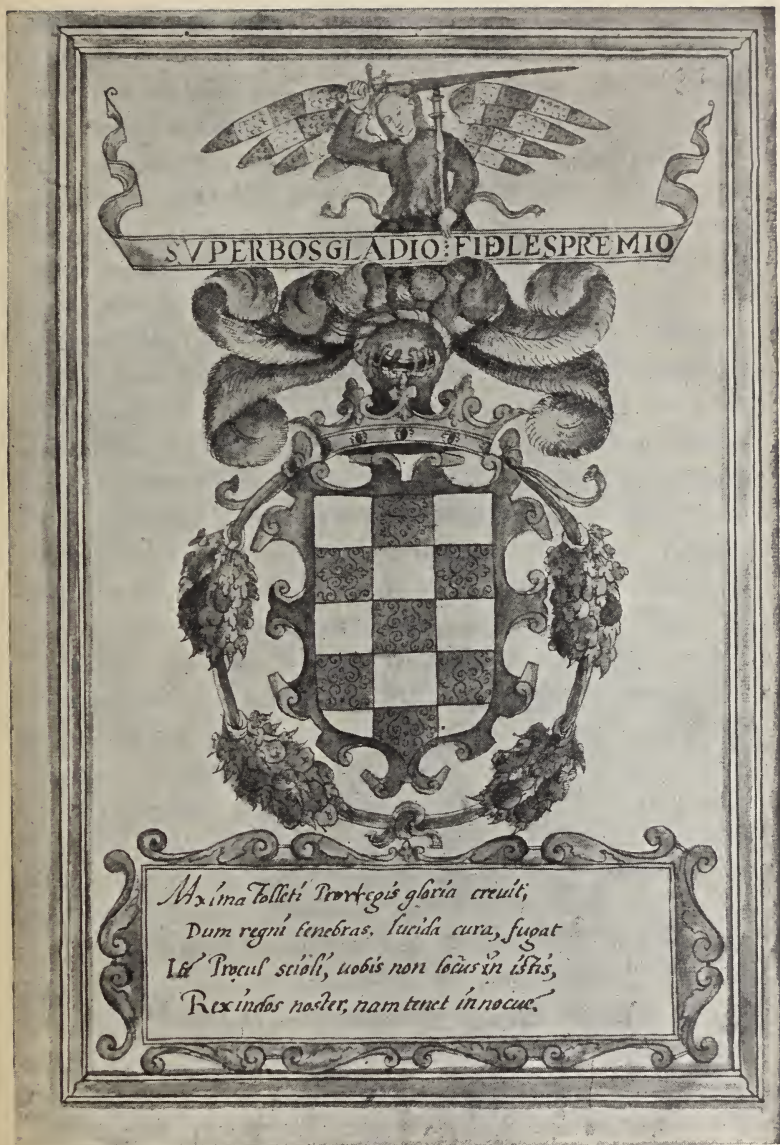 SVPERBOS GLADIO: FIDLES PREMIO
Maxima Tolleti Proregis gloria creuit,
Dum regni tenebras, lucida cura, fugat
Ite Procul scioli, uobis non locus in istis,
Rex indos noster, nam tenet innocue.